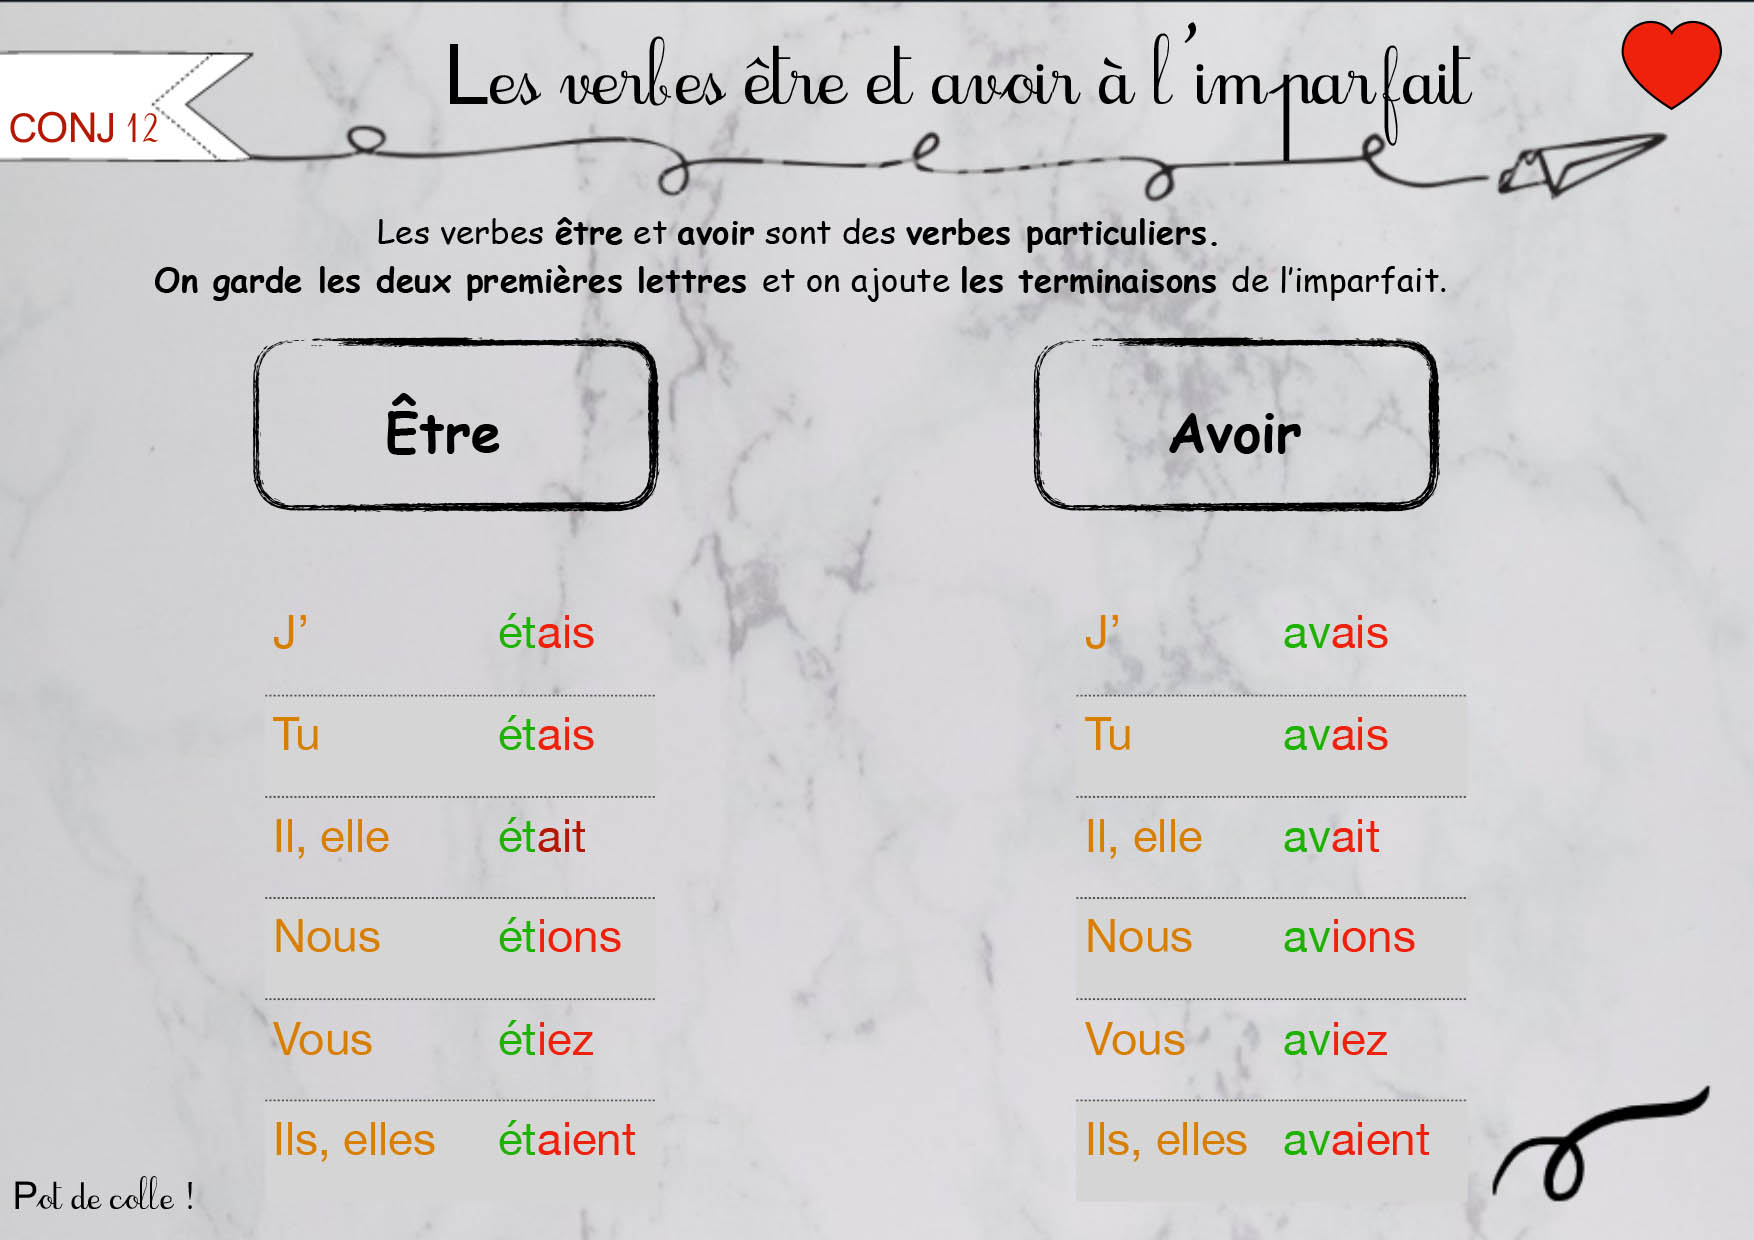 Les verbes être et avoir à l'imparfait
CONJ 12
Les verbes être et avoir sont des verbes particuliers.
On garde les deux premières lettres et on ajoute les terminaisons de l'imparfait.
Être
J' étais
Tu étais
Il, elle était
Nous étions
Vous étiez
Ils, elles étaient
Avoir
J' avais
Tu avais
Il, elle avait
Nous avions
Vous aviez
Ils, elles avaient
Pot de colle !